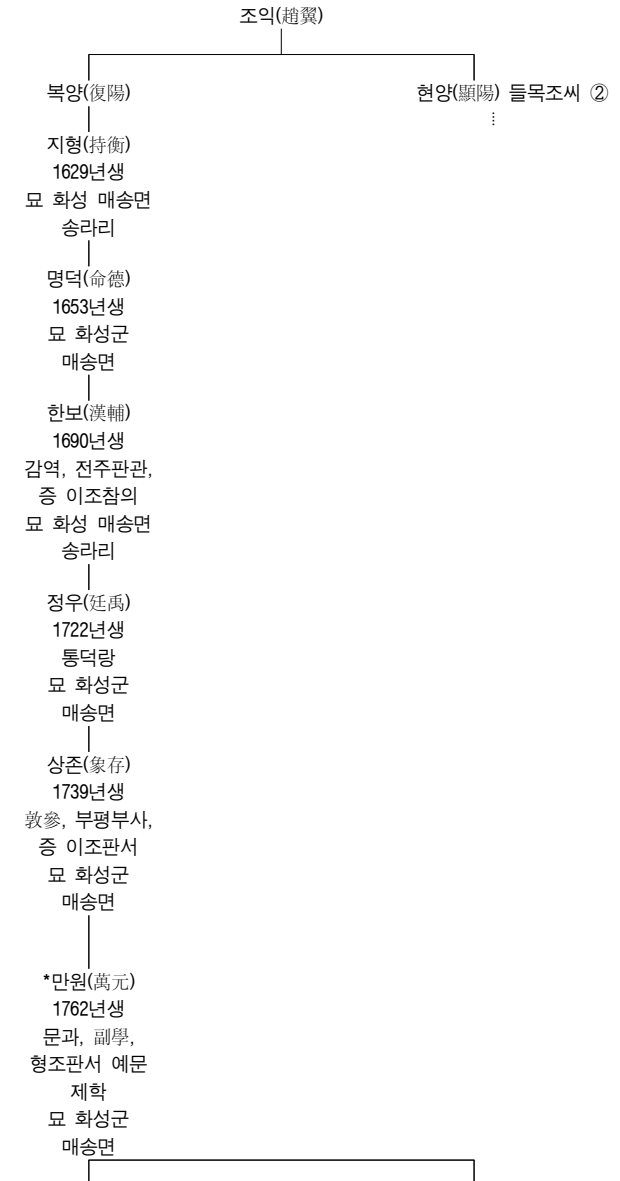 조익(趙翼)
복양(復陽)
현양(顯陽) 들목조씨 ②
지형(持衡)
1629년생
묘 화성 매송면
송라리
명덕(命德)
1653년생
묘 화성군
매송면
한보(漢輔)
1690년생
감역, 전주판관,
증 이조참의
묘 화성 매송면
송라리
정우(廷禹)
1722년생
통덕랑
묘 화성군
매송면
상존(象存)
1739년생
敦參, 부평부사,
증 이조판서
묘 화성군
매송면
*만원(萬元)
1762년생
문과, 副學,
형조판서 예문
제학
묘 화성군
매송면